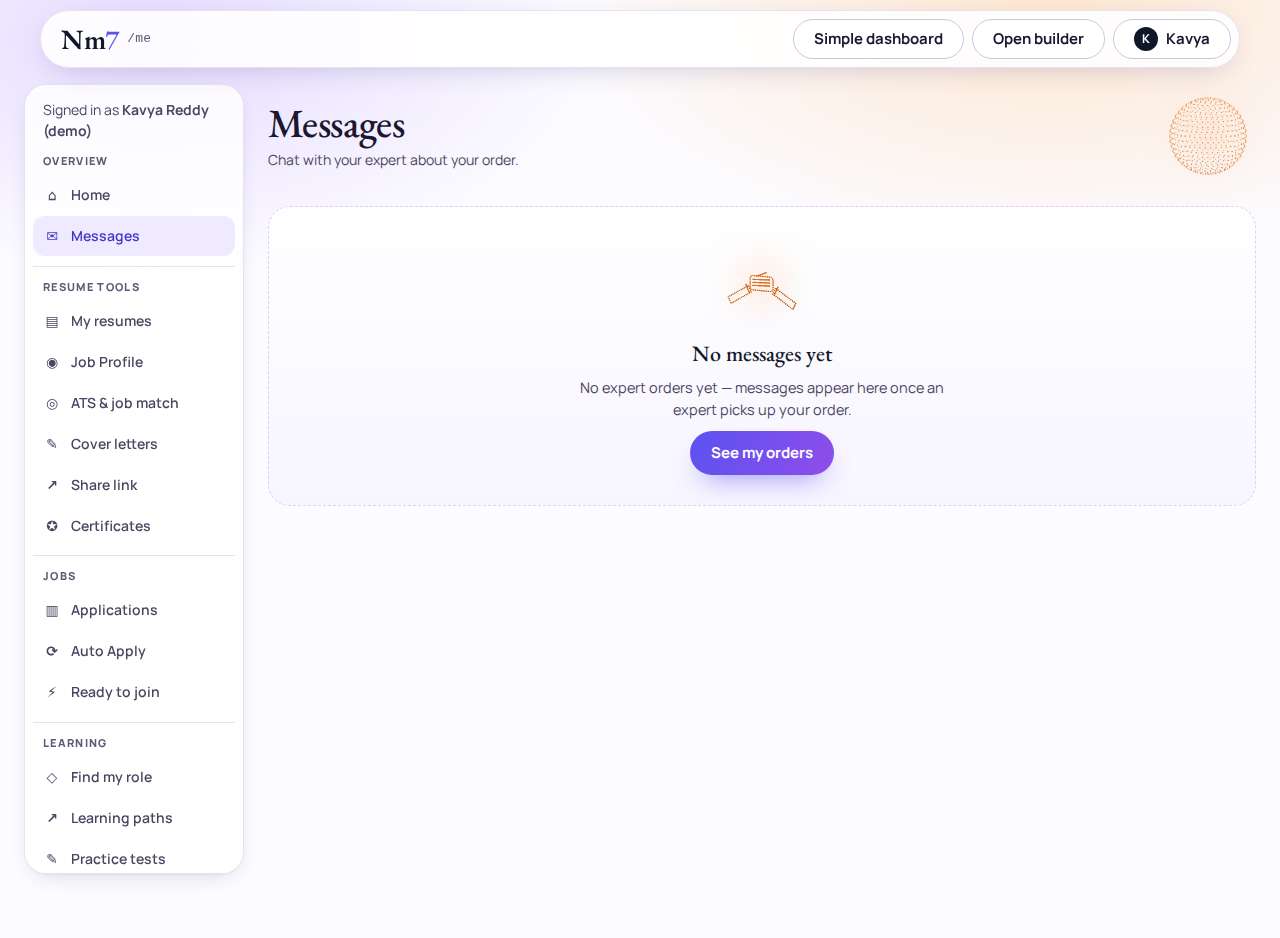 Nm7 /me
Simple dashboard
Open builder
K Kavya
Signed in as Kavya Reddy
(demo)
OVERVIEW
Home
Messages
RESUME TOOLS
My resumes
Job Profile
ATS & job match
Cover letters
Share link
Certificates
JOBS
Applications
Auto Apply
Ready to join
LEARNING
Find my role
Learning paths
Practice tests
Messages
Chat with your expert about your order.
No messages yet
No expert orders yet — messages appear here once an
expert picks up your order.
See my orders